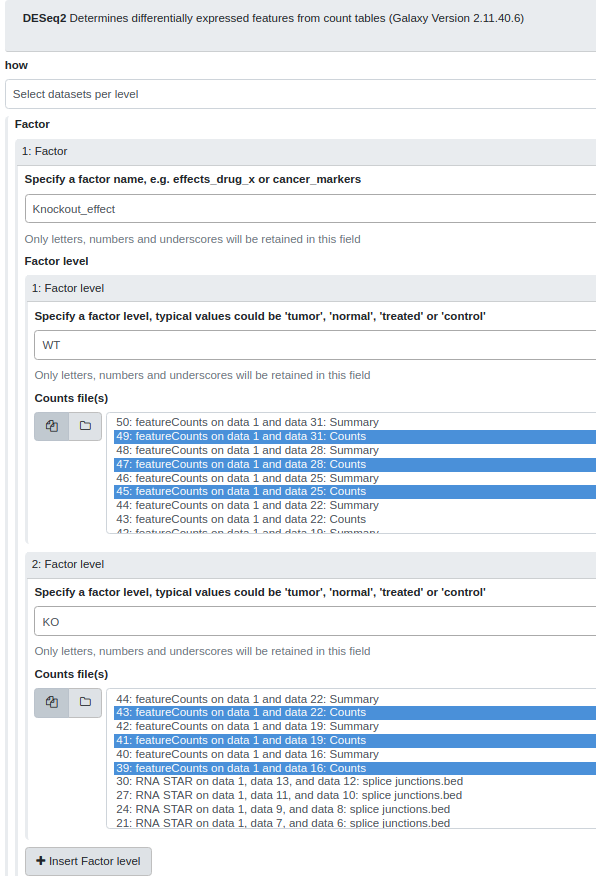 DESeq2 Determines differentially expressed features from count tables (Galaxy Version 2.11.40.6)
how
Select datasets per level
Factor
1: Factor
Specify a factor name, e.g. effects_drug_x or cancer_markers
Knockout_effect
Only letters, numbers and underscores will be retained in this field
Factor level
1: Factor level
Specify a factor level, typical values could be 'tumor', 'normal', 'treated' or 'control'
WT
Only letters, numbers and underscores will be retained in this field
Counts file(s)
50: featureCounts on data 1 and data 31: Summary
49: featureCounts on data 1 and data 31: Counts
48: featureCounts on data 1 and data 28: Summary
47: featureCounts on data 1 and data 28: Counts
46: featureCounts on data 1 and data 25: Summary
45: featureCounts on data 1 and data 25: Counts
44: featureCounts on data 1 and data 22: Summary
43: featureCounts on data 1 and data 22: Counts
42: featureCounts on data 1 and data 19: Summary
2: Factor level
Specify a factor level, typical values could be 'tumor', 'normal', 'treated' or 'control'
KO
Only letters, numbers and underscores will be retained in this field
Counts file(s)
44: featureCounts on data 1 and data 22: Summary
43: featureCounts on data 1 and data 22: Counts
42: featureCounts on data 1 and data 19: Summary
41: featureCounts on data 1 and data 19: Counts
40: featureCounts on data 1 and data 16: Summary
39: featureCounts on data 1 and data 16: Counts
30: RNA STAR on data 1, data 13, and data 12: splice junctions.bed
27: RNA STAR on data 1, data 11, and data 10: splice junctions.bed
24: RNA STAR on data 1, data 9, and data 8: splice junctions.bed
21: RNA STAR on data 1, data 7, and data 6: splice junctions.bed
+ Insert Factor level